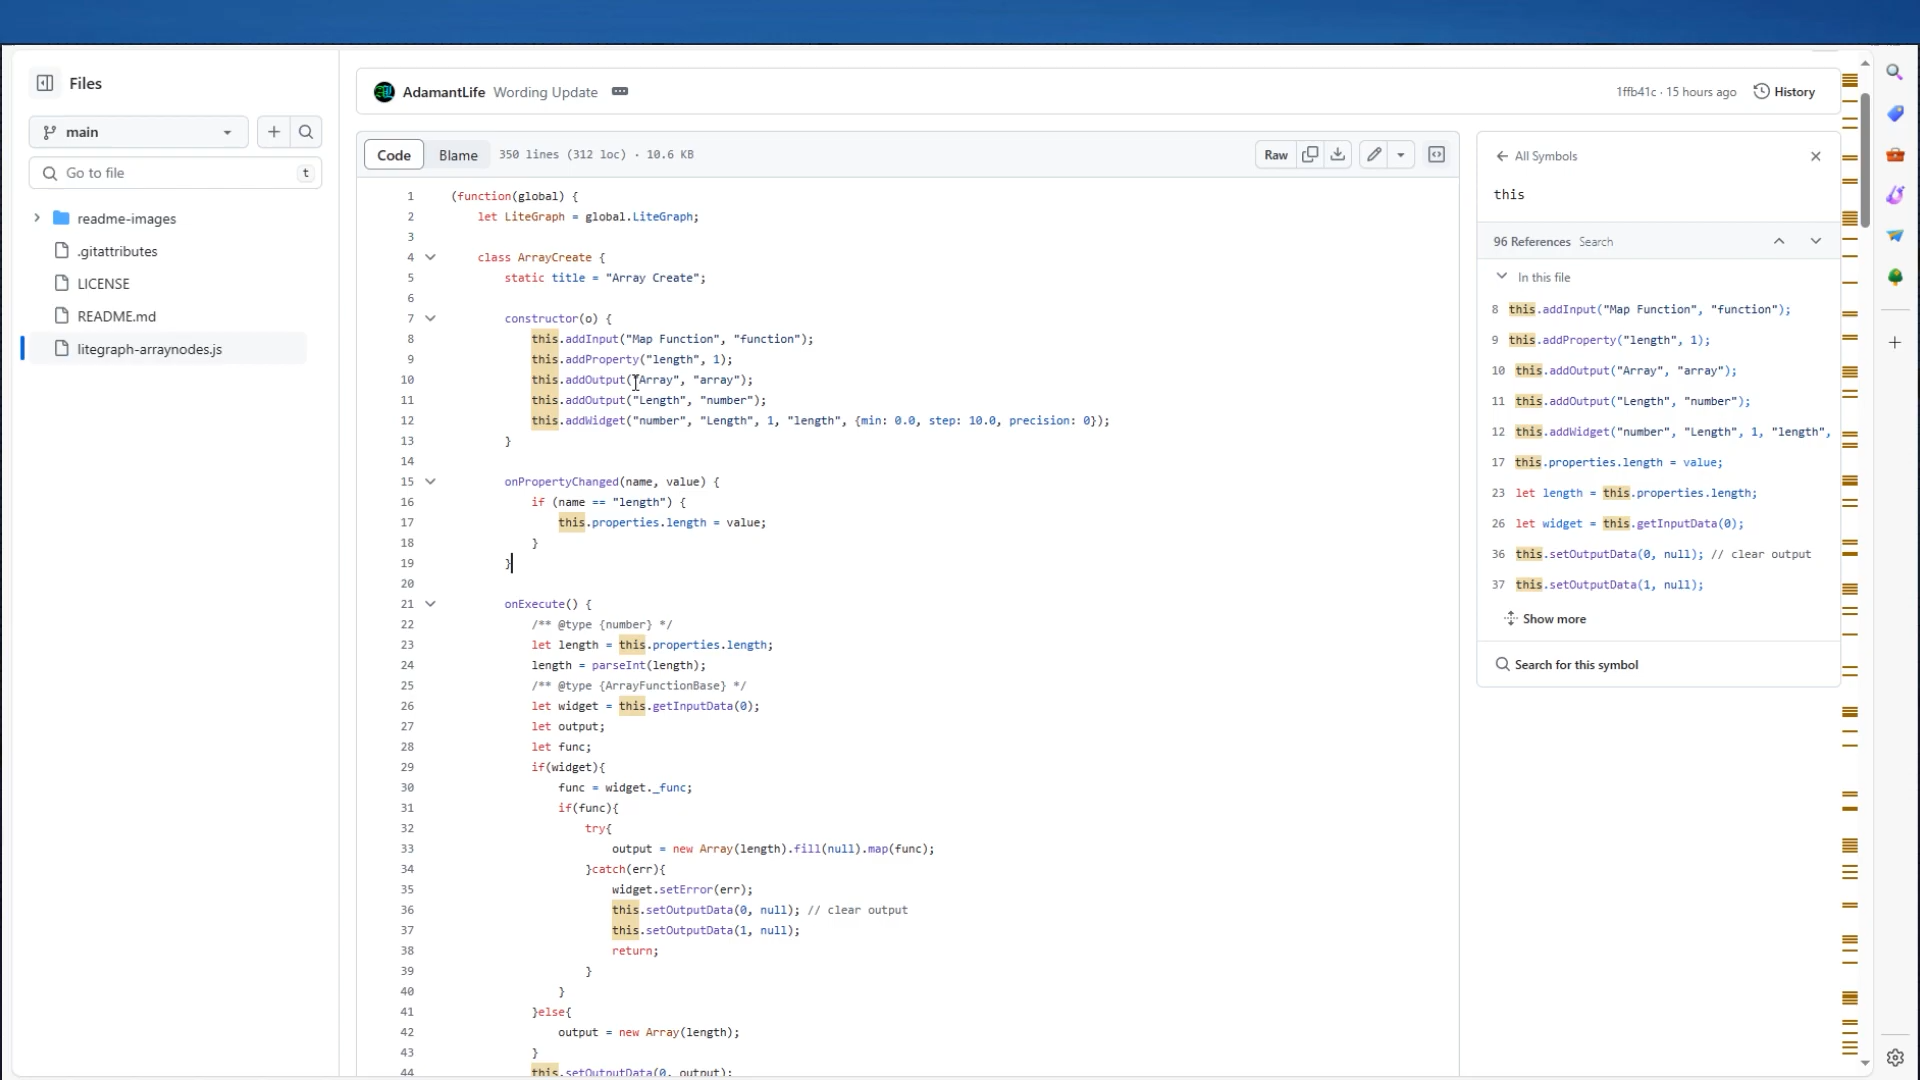 Files
main
Go to file
t
readme-images
.gitattributes
LICENSE
README.md
litegraph-arraynodes.js
AdamantLife Wording Update
1ffb41c · 15 hours ago
History
Code
Blame
350 lines (312 loc) · 10.6 KB
Raw
1 (function(global) {
2 let LiteGraph = global.LiteGraph;
3
4 class ArrayCreate {
5 static title = "Array Create";
6
7 constructor(o) {
8 this.addInput("Map Function", "function");
9 this.addProperty("length", 1);
10 this.addOutput("Array", "array");
11 this.addOutput("Length", "number");
12 this.addWidget("number", "Length", 1, "length", {min: 0.0, step: 10.0, precision: 0});
13 }
14
15 onPropertyChanged(name, value) {
16 if (name == "length") {
17 this.properties.length = value;
18 }
19 }
20
21 onExecute() {
22 /** @type {number} */
23 let length = this.properties.length;
24 length = parseInt(length);
25 /** @type {ArrayFunctionBase} */
26 let widget = this.getInputData(0);
27 let output;
28 let func;
29 if(widget){
30 func = widget._func;
31 if(func){
32 try{
33 output = new Array(length).fill(null).map(func);
34 }catch(err){
35 widget.setError(err);
36 this.setOutputData(0, null); // clear output
37 this.setOutputData(1, null);
38 return;
39 }
40 }
41 }else{
42 output = new Array(length);
43 }
44 this.setOutputData(0, output);
All Symbols
this
96 References Search
In this file
8 this.addInput("Map Function", "function");
9 this.addProperty("length", 1);
10 this.addOutput("Array", "array");
11 this.addOutput("Length", "number");
12 this.addWidget("number", "Length", 1, "length",
17 this.properties.length = value;
23 let length = this.properties.length;
26 let widget = this.getInputData(0);
36 this.setOutputData(0, null); // clear output
37 this.setOutputData(1, null);
Show more
Search for this symbol